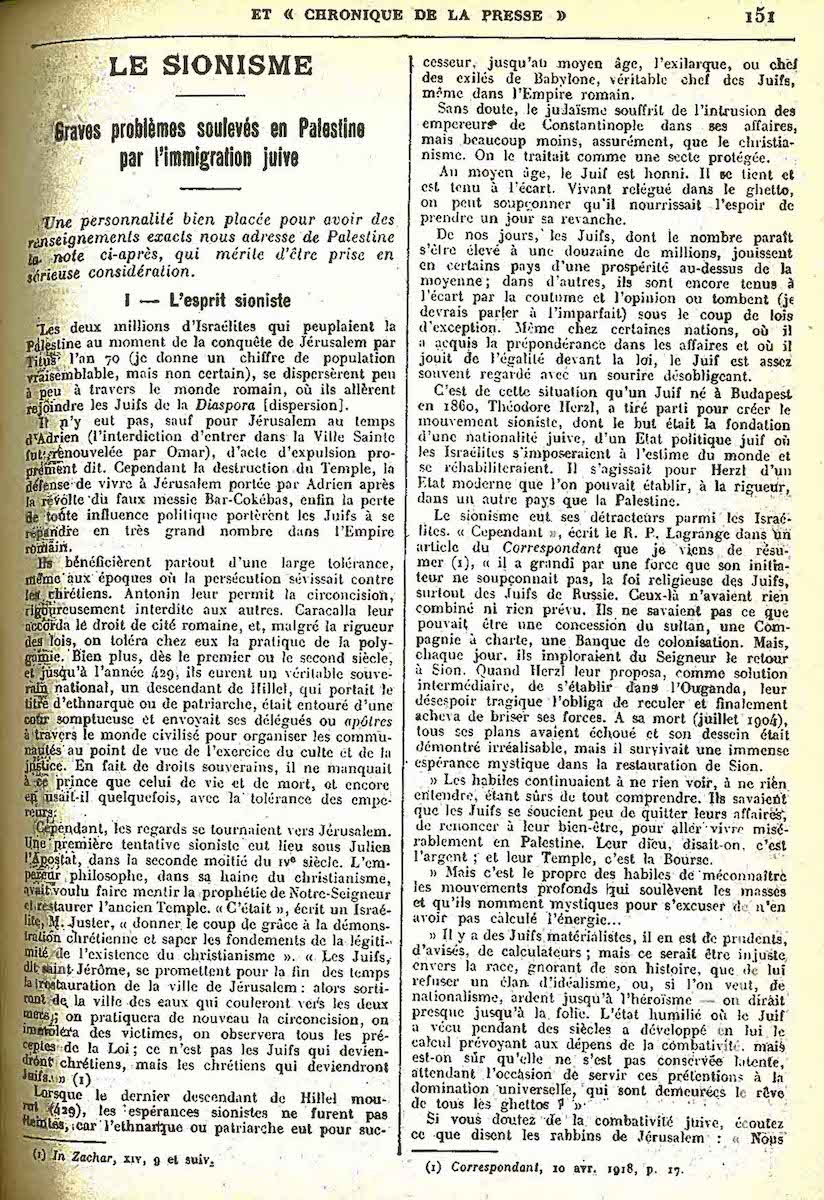 ET « CHRONIQUE DE LA PRESSE »
151
LE SIONISME
Graves problèmes soulevés en Palestine
par l'immigration juive
Une personnalité bien placée pour avoir des
renseignements exacts nous adresse de Palestine
la note ci-après, qui mérite d'être prise en
sérieuse considération.
I — L'esprit sioniste
Les deux millions d'Israélites qui peuplaient la
Palestine au moment de la conquête de Jérusalem par
Titus l'an 70 (je donne un chiffre de population
vraisemblable, mais non certain), se dispersèrent peu
à peu à travers le monde romain, où ils allèrent
rejoindre les Juifs de la Diaspora [dispersion].
Il n'y eut pas, sauf pour Jérusalem au temps
d'Adrien (l'interdiction d'entrer dans la Ville Sainte
fut renouvelée par Omar), d'acte d'expulsion pro-
prement dit. Cependant la destruction du Temple, la
défense de vivre à Jérusalem portée par Adrien après
la révolte du faux messie Bar-Cokébas, enfin la perte
de toute influence politique portèrent les Juifs à se
répandre en très grand nombre dans l'Empire
romain.
Ils bénéficièrent partout d'une large tolérance,
même aux époques où la persécution sévissait contre
les chrétiens. Antonin leur permit la circoncision,
rigoureusement interdite aux autres. Caracalla leur
accorda le droit de cité romaine, et, malgré la rigueur
des lois, on toléra chez eux la pratique de la poly-
gamie. Bien plus, dès le premier ou le second siècle,
et jusqu'à l'année 429, ils eurent un véritable souve-
rain national, un descendant de Hillel, qui portait le
titre d'ethnarque ou de patriarche, était entouré d'une
cour somptueuse et envoyait ses délégués ou apôtres
à travers le monde civilisé pour organiser les commu-
nautés au point de vue de l'exercice du culte et de la
justice. En fait de droits souverains, il ne manquait
à ce prince que celui de vie et de mort, et encore
en usait-il quelquefois, avec la tolérance des empe-
reurs.
Cependant, les regards se tournaient vers Jérusalem.
Une première tentative sioniste eut lieu sous Julien
l'Apostat, dans la seconde moitié du IVe siècle. L'em-
pereur philosophe, dans sa haine du christianisme,
avait voulu faire mentir la prophétie de Notre-Seigneur
et restaurer l'ancien Temple. « C'était », écrit un Israé-
lite, M. Juster, « donner le coup de grâce à la démons-
tration chrétienne et saper les fondements de la légiti-
mité de l'existence du christianisme ». « Les Juifs,
dit saint Jérôme, se promettent pour la fin des temps
la restauration de la ville de Jérusalem : alors sorti-
ront de la ville des eaux qui couleront vers les deux
mers ; on pratiquera de nouveau la circoncision, on
immolera des victimes, on observera tous les pré-
ceptes de la Loi ; ce n'est pas les Juifs qui devien-
dront chrétiens, mais les chrétiens qui deviendront
Juifs. » (1)
Lorsque le dernier descendant de Hillel mou-
rut (429), les espérances sionistes ne furent pas
éteintes, car l'ethnarque ou patriarche eut pour suc-
(1) In Zachar, XIV, 9 et suiv.
cesseur, jusqu'au moyen âge, l'exilarque, ou chef
des exilés de Babylone, véritable chef des Juifs,
même dans l'Empire romain.
Sans doute, le judaïsme souffrit de l'intrusion des
empereurs de Constantinople dans ses affaires,
mais beaucoup moins, assurément, que le christia-
nisme. On le traitait comme une secte protégée.
Au moyen âge, le Juif est honni. Il se tient et
est tenu à l'écart. Vivant relégué dans le ghetto,
on peut soupçonner qu'il nourrissait l'espoir de
prendre un jour sa revanche.
De nos jours, les Juifs, dont le nombre paraît
s'être élevé à une douzaine de millions, jouissent
en certains pays d'une prospérité au-dessus de la
moyenne ; dans d'autres, ils sont encore tenus à
l'écart par la coutume et l'opinion ou tombent (je
devrais parler à l'imparfait) sous le coup de lois
d'exception. Même chez certaines nations, où il
a acquis la prépondérance dans les affaires et où il
jouit de l'égalité devant la loi, le Juif est assez
souvent regardé avec un sourire désobligeant.
C'est de cette situation qu'un Juif né à Budapest
en 1860, Théodore Herzl, a tiré parti pour créer le
mouvement sioniste, dont le but était la fondation
d'une nationalité juive, d'un Etat politique juif où
les Israélites s'imposeraient à l'estime du monde et
se réhabiliteraient. Il s'agissait pour Herzl d'un
Etat moderne que l'on pouvait établir, à la rigueur,
dans un autre pays que la Palestine.
Le sionisme eut ses détracteurs parmi les Israé-
lites. « Cependant », écrit le R. P. Lagrange dans un
article du Correspondant que je viens de résu-
mer (1), « il a grandi par une force que son initia-
teur ne soupçonnait pas, la foi religieuse des Juifs,
surtout des Juifs de Russie. Ceux-là n'avaient rien
combiné ni rien prévu. Ils ne savaient pas ce que
pouvait être une concession du sultan, une Com-
pagnie à charte, une Banque de colonisation. Mais,
chaque jour, ils imploraient du Seigneur le retour
à Sion. Quand Herzl leur proposa, comme solution
intermédiaire, de s'établir dans l'Ouganda, leur
désespoir tragique l'obliga de reculer et finalement
acheva de briser ses forces. A sa mort (juillet 1904),
tous ses plans avaient échoué et son dessein était
démontré irréalisable, mais il survivait une immense
espérance mystique dans la restauration de Sion.
» Les habiles continuaient à ne rien voir, à ne rien
entendre, étant sûrs de tout comprendre. Ils savaient
que les Juifs se soucient peu de quitter leurs affaires,
de renoncer à leur bien-être, pour aller vivre misé-
rablement en Palestine. Leur dieu, disait-on, c'est
l'argent ; et leur Temple, c'est la Bourse.
» Mais c'est le propre des habiles de méconnaître
les mouvements profonds qui soulèvent les masses
et qu'ils nomment mystiques pour s'excuser de n'en
avoir pas calculé l'énergie...
» Il y a des Juifs matérialistes, il en est de prudents,
d'avisés, de calculateurs ; mais ce serait être injuste
envers la race, ignorant de son histoire, que de lui
refuser un élan d'idéalisme, ou, si l'on veut, de
nationalisme, ardent jusqu'à l'héroïsme — on dirait
presque jusqu'à la folie. L'état humilié où le Juif
a vécu pendant des siècles a développé en lui le
calcul prévoyant aux dépens de la combativité, mais
est-on sûr qu'elle ne s'est pas conservée latente,
attendant l'occasion de servir ces prétentions à la
domination universelle, qui sont demeurées le rêve
de tous les ghettos ? »
Si vous doutez de la combativité juive, écoutez
ce que disent les rabbins de Jérusalem : « Nous
(1) Correspondant, 10 avr. 1918, p. 17.